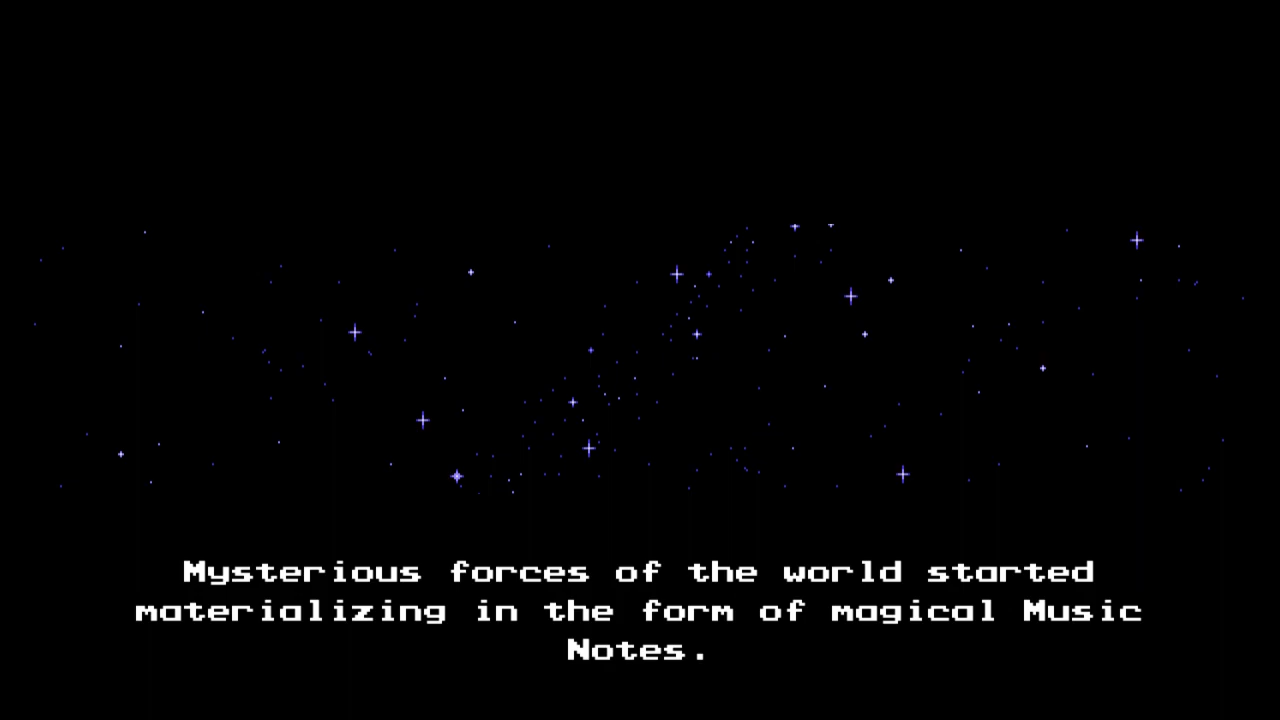 Mysterious forces of the world started
materializing in the form of magical Music
Notes.